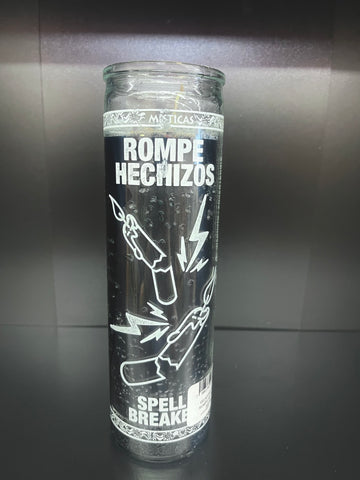 MISTICAS
ROMPE
HECHIZOS
SPELL
BREAKE